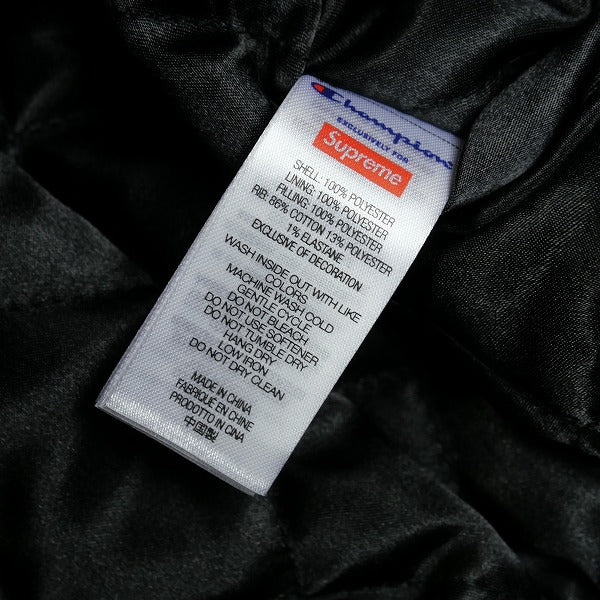 Champion
EXCLUSIVELY FOR
Supreme
SHELL: 100% POLYESTER
LINING: 100% POLYESTER
FILLING: 100% POLYESTER
RIB: 86% COTTON 13% POLYESTER
1% ELASTANE
EXCLUSIVE OF DECORATION
WASH INSIDE OUT WITH LIKE
COLORS
MACHINE WASH COLD
GENTLE CYCLE
DO NOT BLEACH
DO NOT USE SOFTENER
DO NOT TUMBLE DRY
HANG DRY
LOW IRON
DO NOT DRY CLEAN
MADE IN CHINA
FABRIQUÉ EN CHINE
PRODOTTO IN CINA
中国製